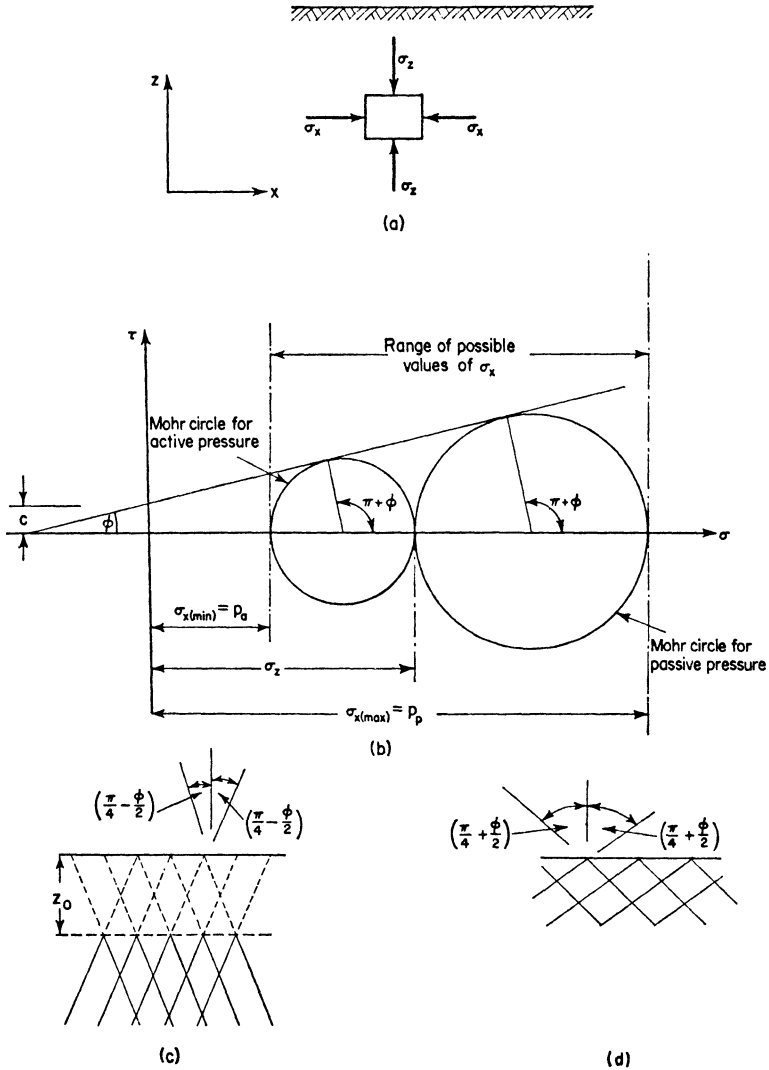 σz
z
σx
σx
σz
x
(a)
τ
Range of possible
values of σx
Mohr circle for
active pressure
c
ϕ
π+ϕ
π+ϕ
σ
σx(min) = pa
Mohr circle for
passive pressure
σz
σx(max) = pp
(b)
(π/4 − ϕ/2)
(π/4 − ϕ/2)
(π/4 + ϕ/2)
(π/4 + ϕ/2)
zo
(c)
(d)